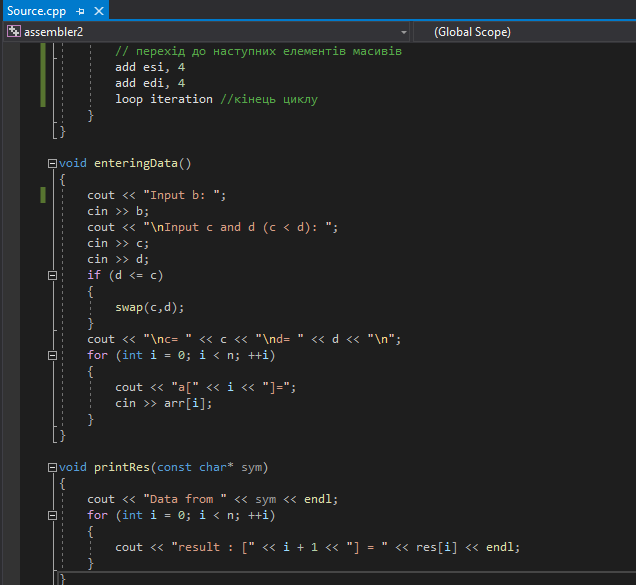 Source.cpp
assembler2 (Global Scope)
// перехід до наступних елементів масивів
add esi, 4
add edi, 4
loop iteration //кінець циклу
}
}
void enteringData()
{
cout << "Input b: ";
cin >> b;
cout << "\nInput c and d (c < d): ";
cin >> c;
cin >> d;
if (d <= c)
{
swap(c,d);
}
cout << "\nc= " << c << "\nd= " << d << "\n";
for (int i = 0; i < n; ++i)
{
cout << "a[" << i << "]=";
cin >> arr[i];
}
}
void printRes(const char* sym)
{
cout << "Data from " << sym << endl;
for (int i = 0; i < n; ++i)
{
cout << "result : [" << i + 1 << "] = " << res[i] << endl;
}
}